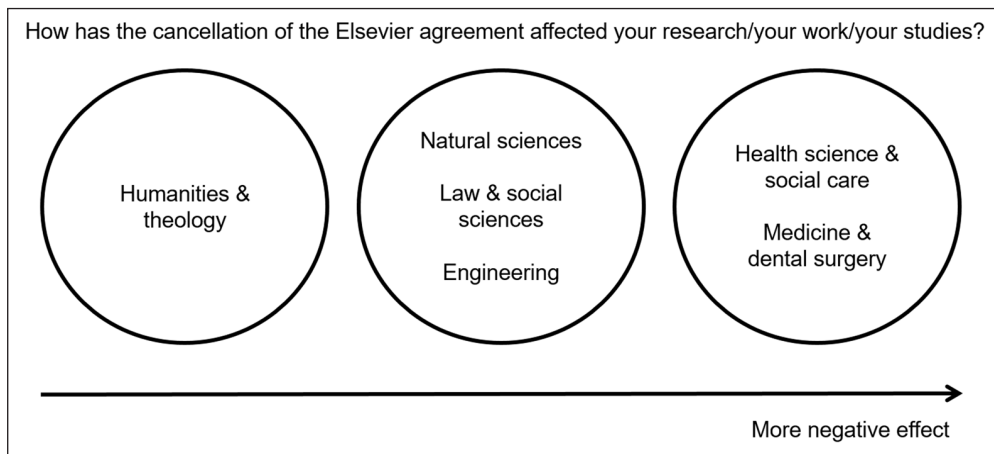 How has the cancellation of the Elsevier agreement affected your research/your work/your studies?
Humanities &
theology
Natural sciences
Law & social
sciences
Engineering
Health science &
social care
Medicine &
dental surgery
More negative effect